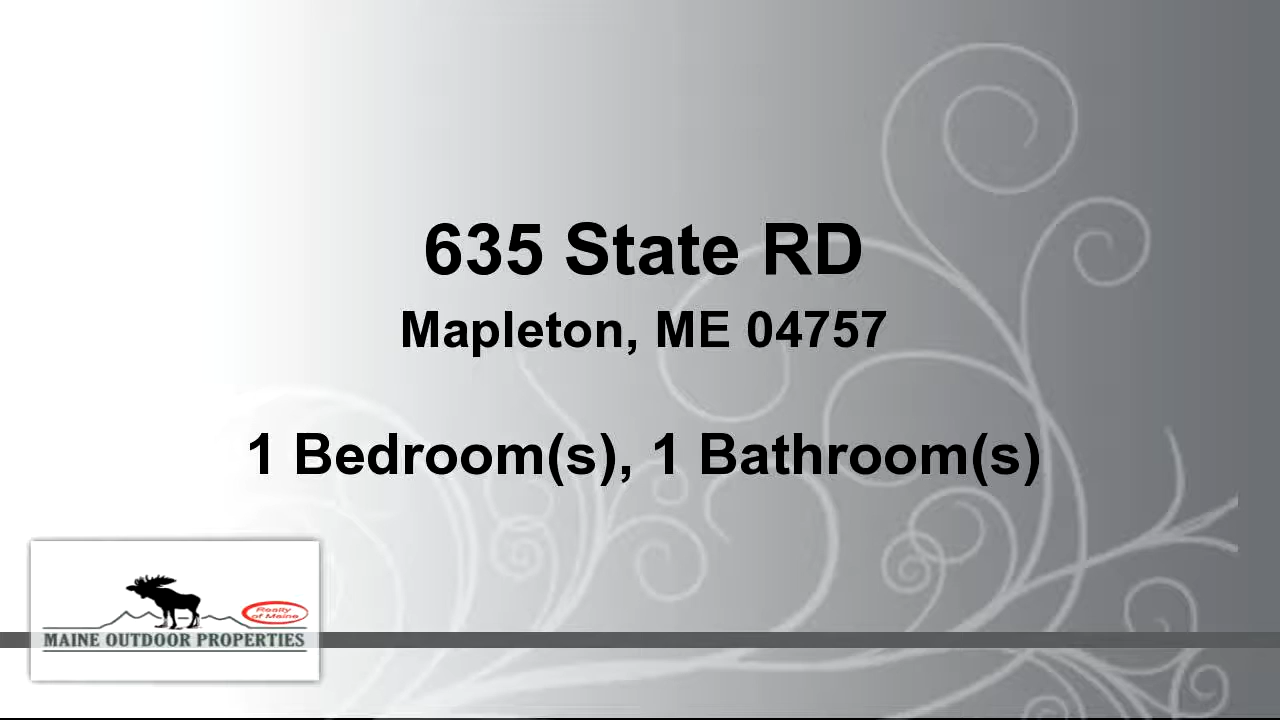 635 State RD
Mapleton, ME 04757
1 Bedroom(s), 1 Bathroom(s)
Realty
of Maine
MAINE OUTDOOR PROPERTIES